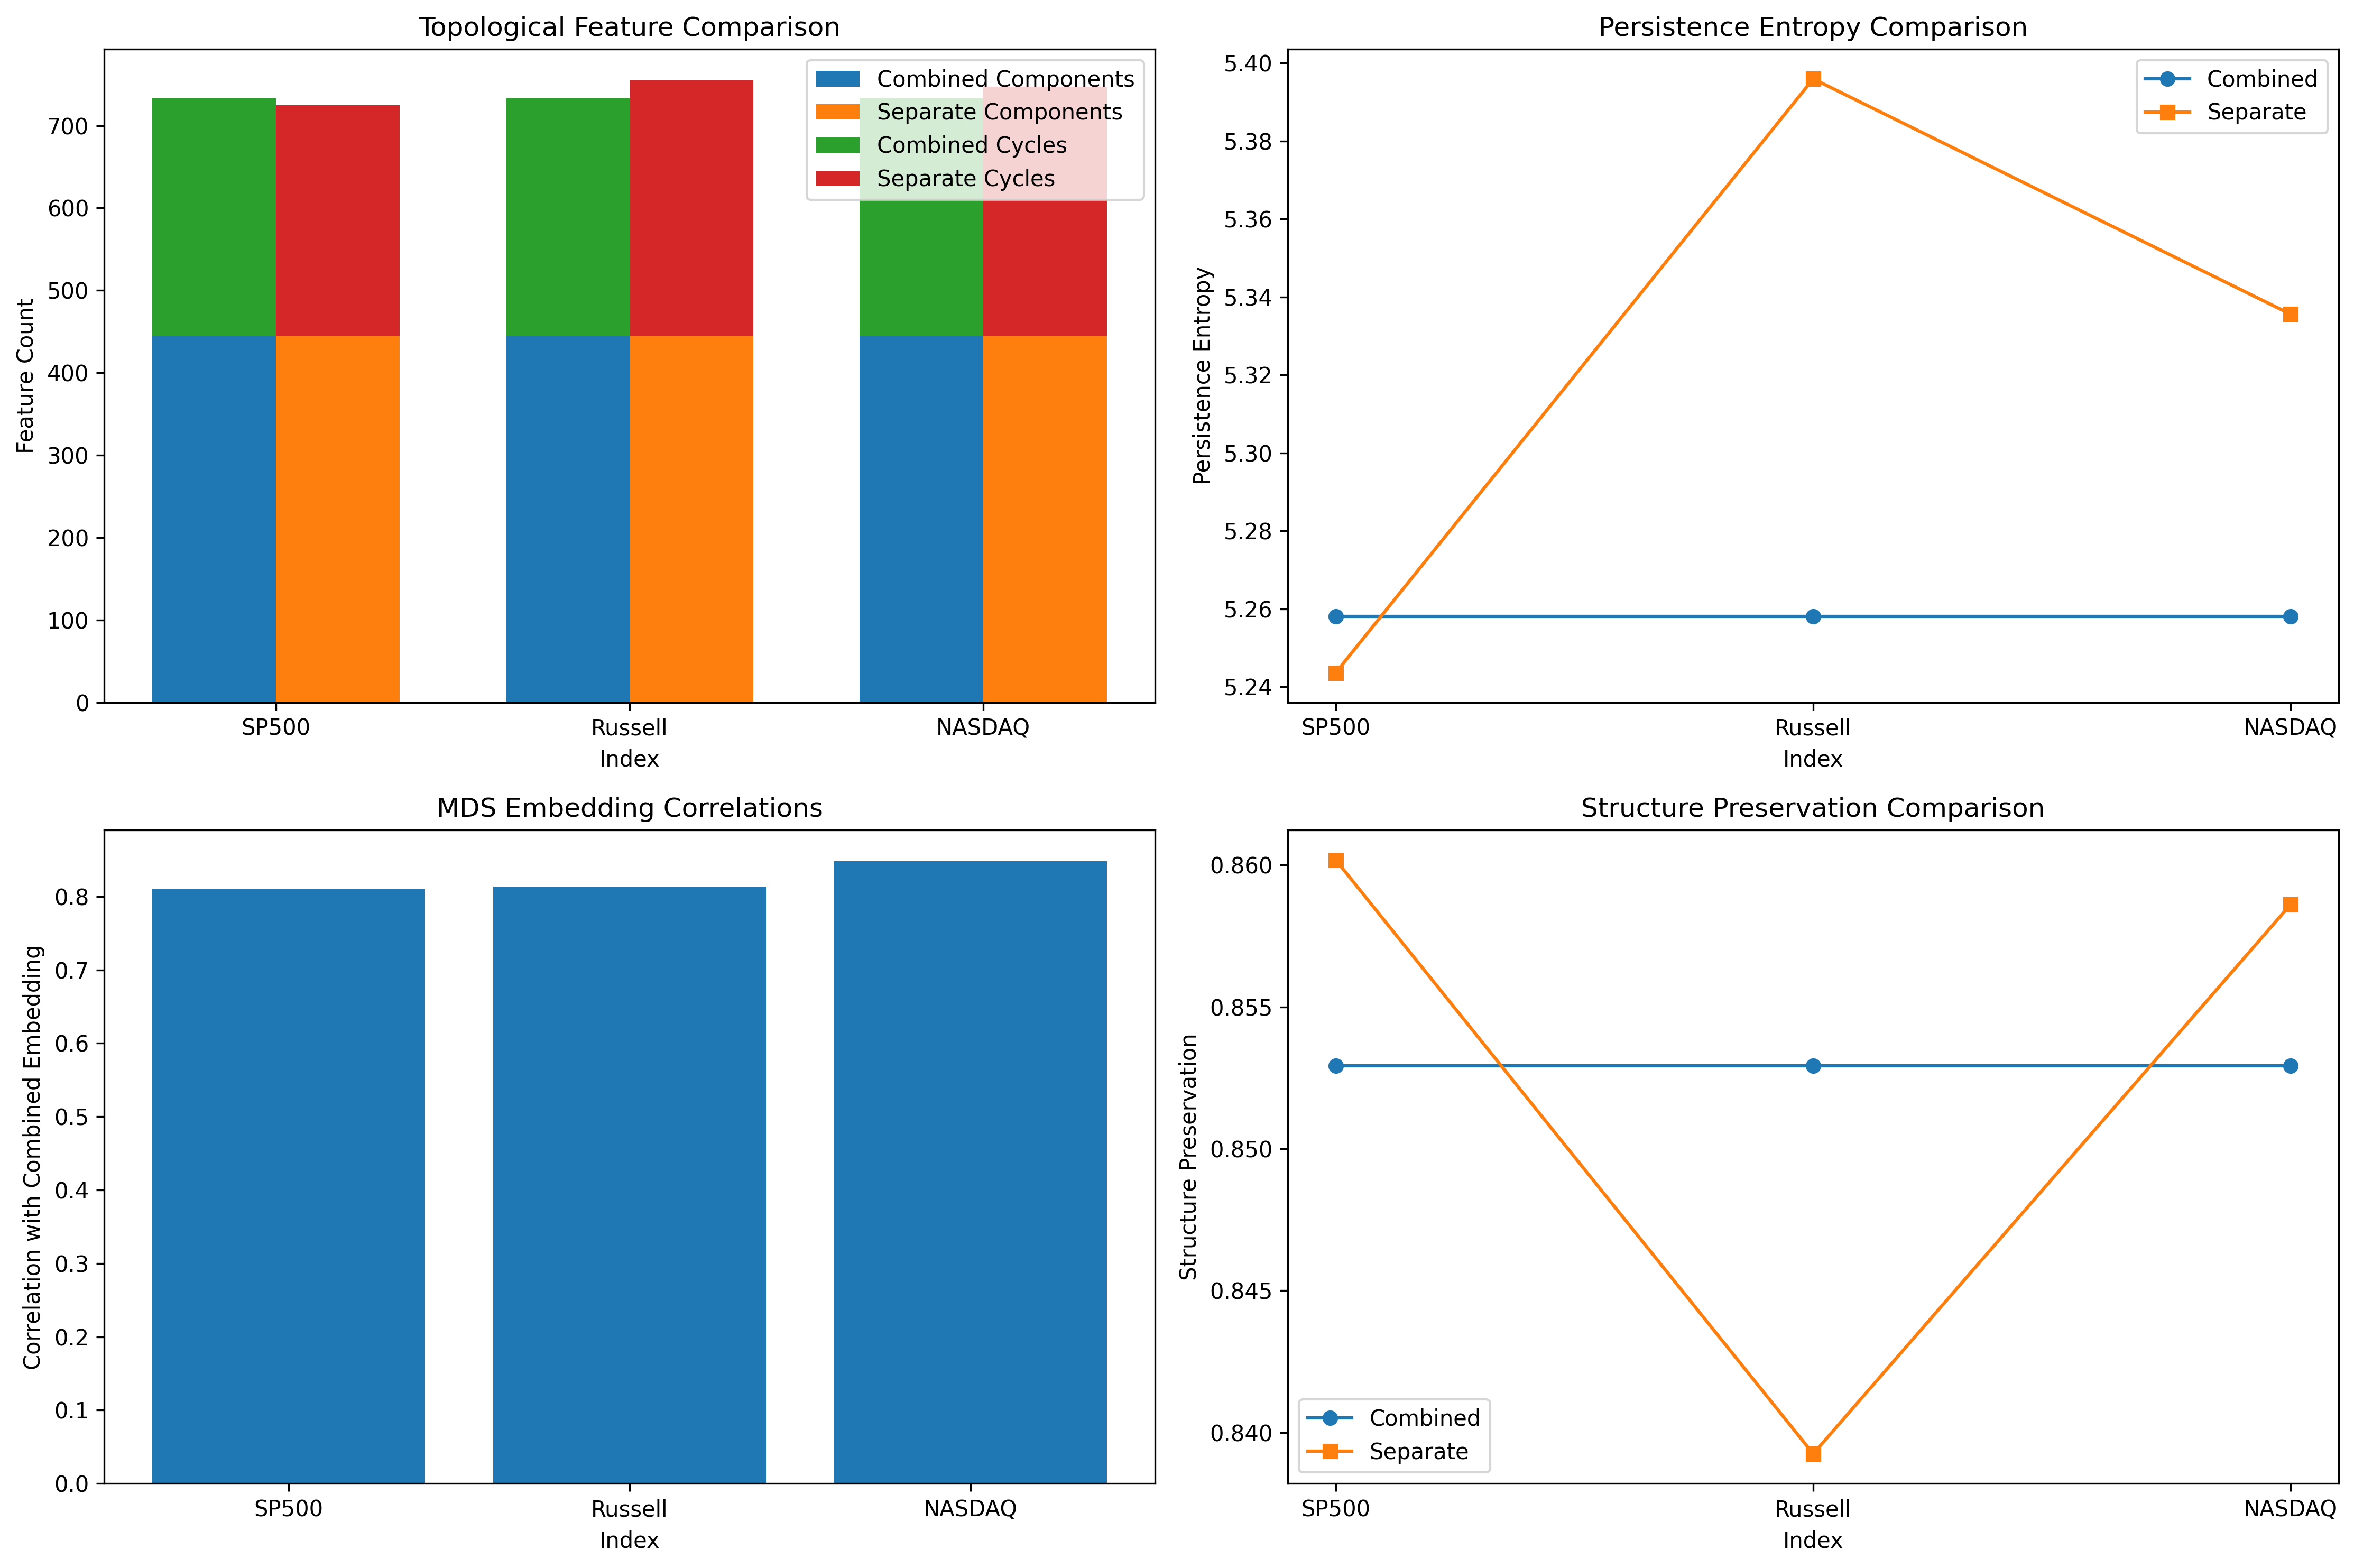 Topological Feature Comparison
Feature Count
700
600
500
400
300
200
100
0
Combined Components
Separate Components
Combined Cycles
Separate Cycles
SP500 Russell NASDAQ
Index
Persistence Entropy Comparison
Persistence Entropy
5.40
5.38
5.36
5.34
5.32
5.30
5.28
5.26
5.24
Combined
Separate
SP500 Russell NASDAQ
Index
MDS Embedding Correlations
Correlation with Combined Embedding
0.8
0.7
0.6
0.5
0.4
0.3
0.2
0.1
0.0
SP500 Russell NASDAQ
Index
Structure Preservation Comparison
Structure Preservation
0.860
0.855
0.850
0.845
0.840
Combined
Separate
SP500 Russell NASDAQ
Index